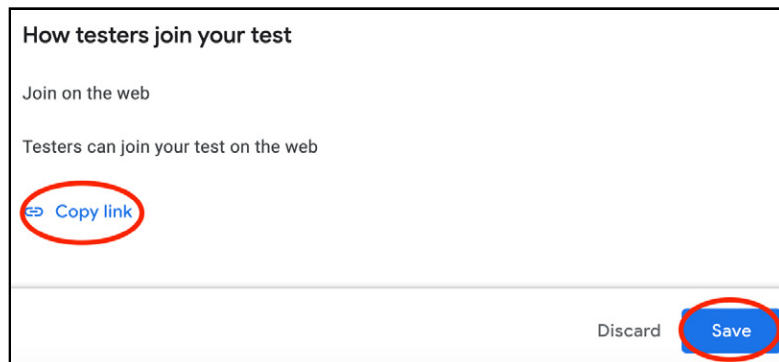 How testers join your test
Join on the web
Testers can join your test on the web
Copy link
Discard
Save